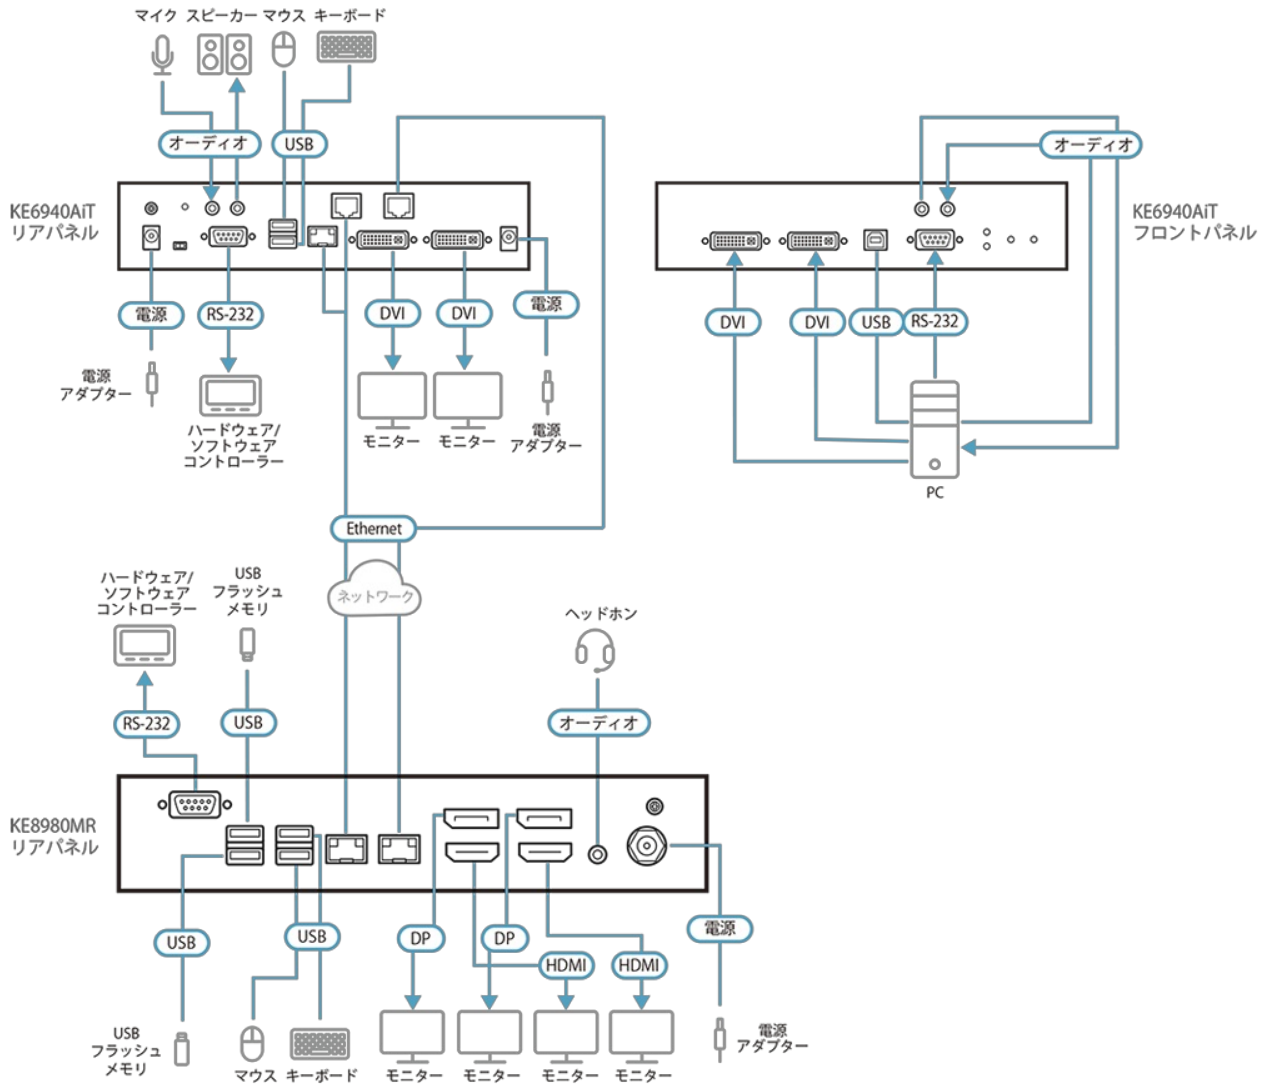 マイク スピーカー マウス キーボード
オーディオ
USB
オーディオ
KE6940AiT
リアパネル
KE6940AiT
フロントパネル
電源
RS-232
DVI
DVI
電源
DVI
DVI
USB
RS-232
電源
アダプター
ハードウェア/
ソフトウェア
コントローラー
モニター
モニター
電源
アダプター
PC
Ethernet
ネットワーク
ハードウェア/
ソフトウェア
コントローラー
USB
フラッシュ
メモリ
ヘッドホン
RS-232
USB
オーディオ
KE8980MR
リアパネル
USB
USB
DP
DP
HDMI
HDMI
電源
USB
フラッシュ
メモリ
マウス
キーボード
モニター
モニター
モニター
モニター
電源
アダプター